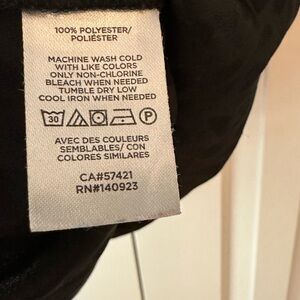 100% POLYESTER/
POLIÉSTER
MACHINE WASH COLD
WITH LIKE COLORS
ONLY NON-CHLORINE
BLEACH WHEN NEEDED
TUMBLE DRY LOW
COOL IRON WHEN NEEDED
30 P
AVEC DES COULEURS
SEMBLABLES/ CON
COLORES SIMILARES
CA#57421
RN#140923